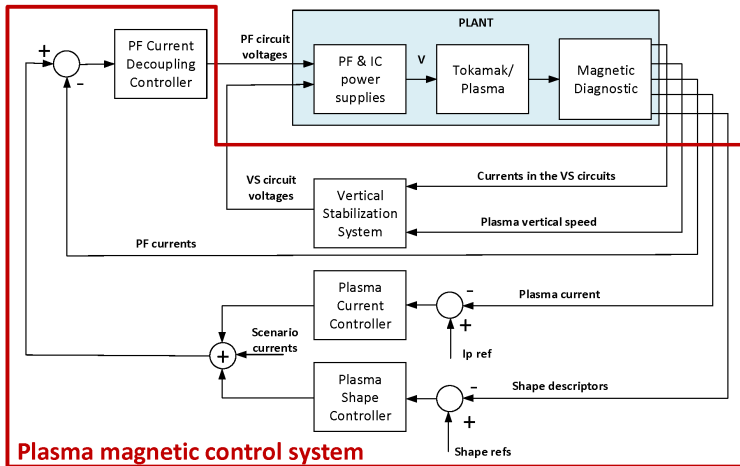 PLANT
+
-
PF Current
Decoupling
Controller
PF circuit
voltages
PF & IC
power
supplies
V
Tokamak/
Plasma
Magnetic
Diagnostic
VS circuit
voltages
Vertical
Stabilization
System
Currents in the VS circuits
Plasma vertical speed
PF currents
Plasma
Current
Controller
-
+
Plasma current
Ip ref
Scenario
currents
+
Plasma
Shape
Controller
-
+
Shape descriptors
Shape refs
Plasma magnetic control system